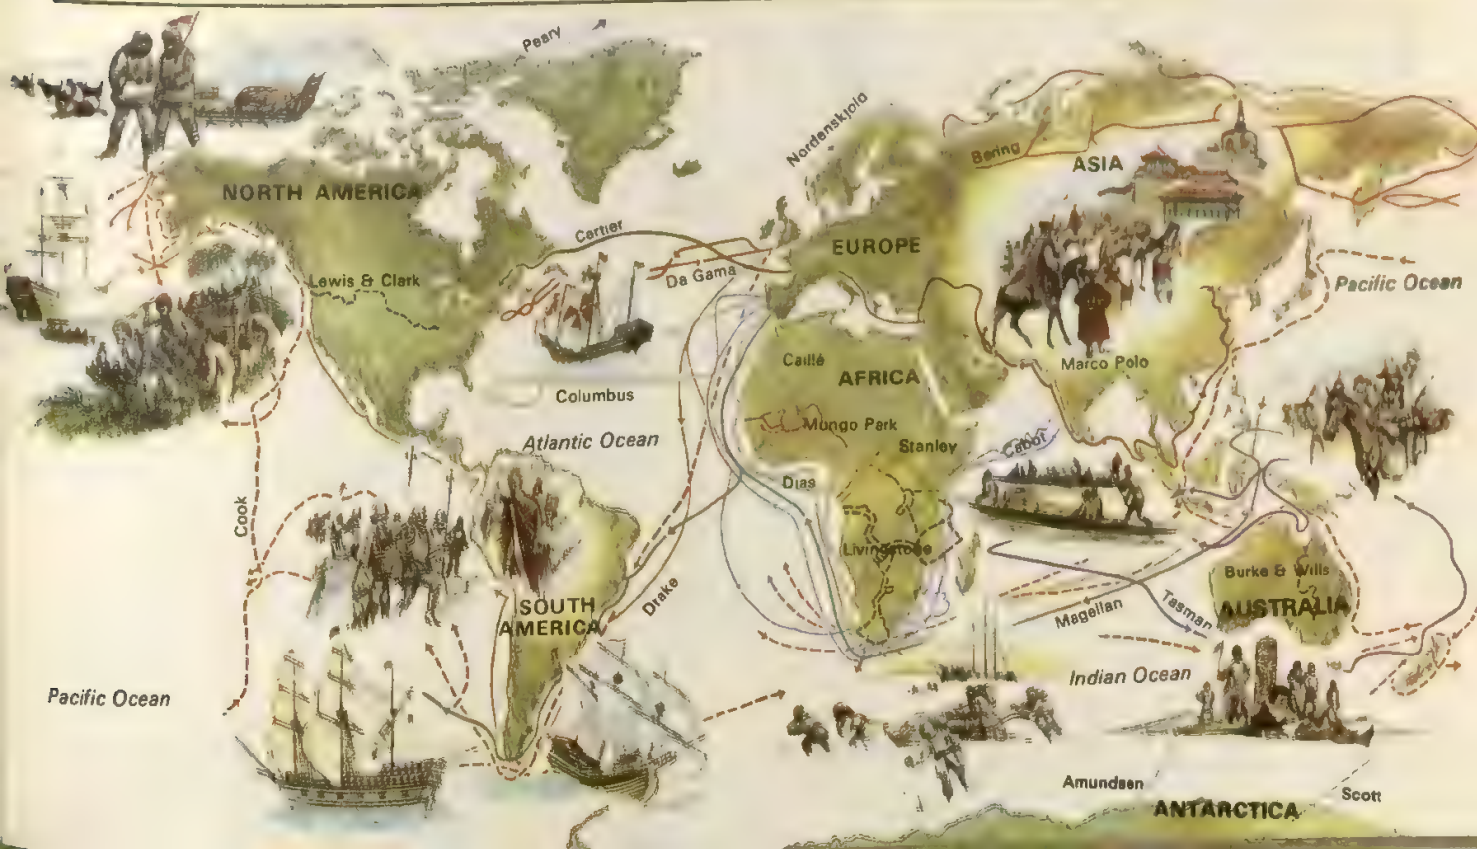 Peary
Nordenskjold
Bering
ASIA
NORTH AMERICA
Cartier
EUROPE
Da Gama
Lewis & Clark
Pacific Ocean
Caillé
Marco Polo
AFRICA
Columbus
Mungo Park
Atlantic Ocean
Stanley
Cabot
Dias
Cook
Livingstone
Burke & Wills
Drake
SOUTH
AMERICA
Magellan
Tasman
AUSTRALIA
Indian Ocean
Pacific Ocean
Amundsen
Scott
ANTARCTICA